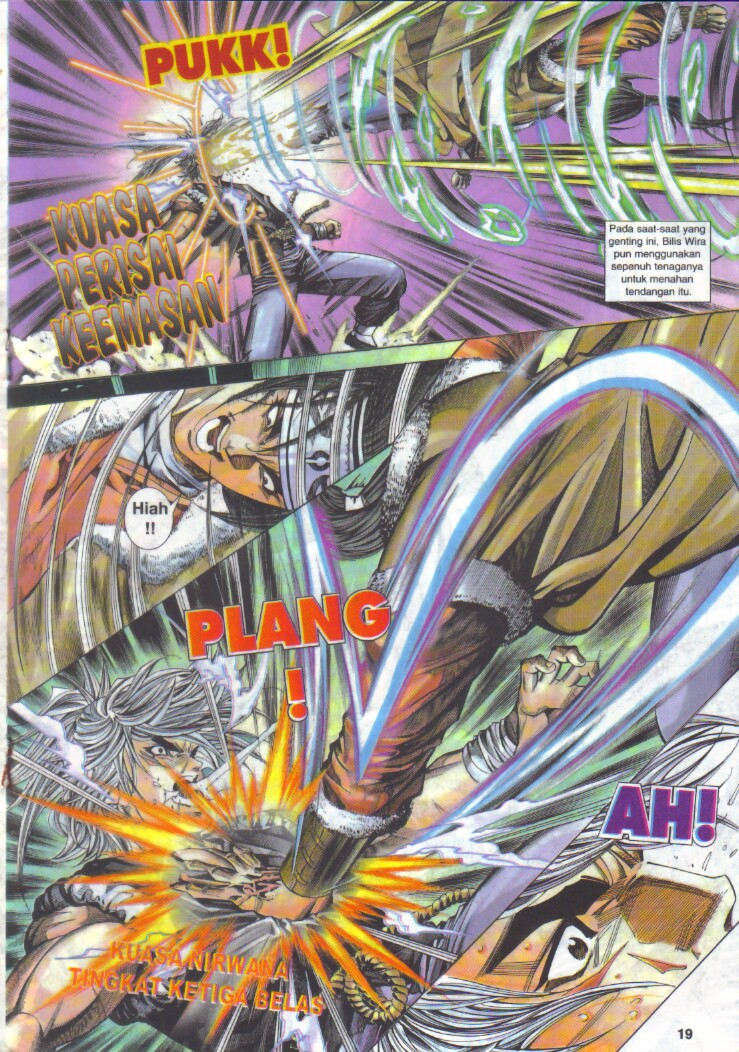 PUKK!
KUASA
PERISAI
KEEMASAN
Pada saat-saat yang
genting ini, Bilis Wira
pun menggunakan
sepenuh tenaganya
untuk menahan
tendangan itu.
Hiah
!!
PLANG
!
AH!
KUASA NIRWANA
TINGKAT KETIGA BELAS
19